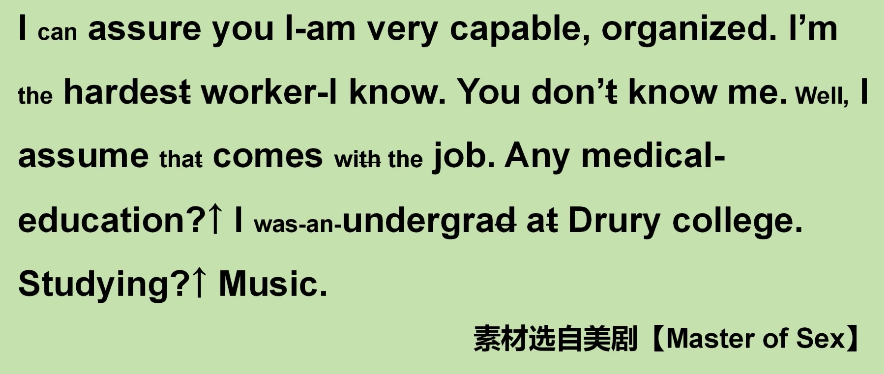 I can assure you I-am very capable, organized. I’m
the hardest worker-I know. You don’t know me. Well, I
assume that comes with the job. Any medical-
education?↑ I was-an-undergrad at Drury college.
Studying?↑ Music.
素材选自美剧【Master of Sex】